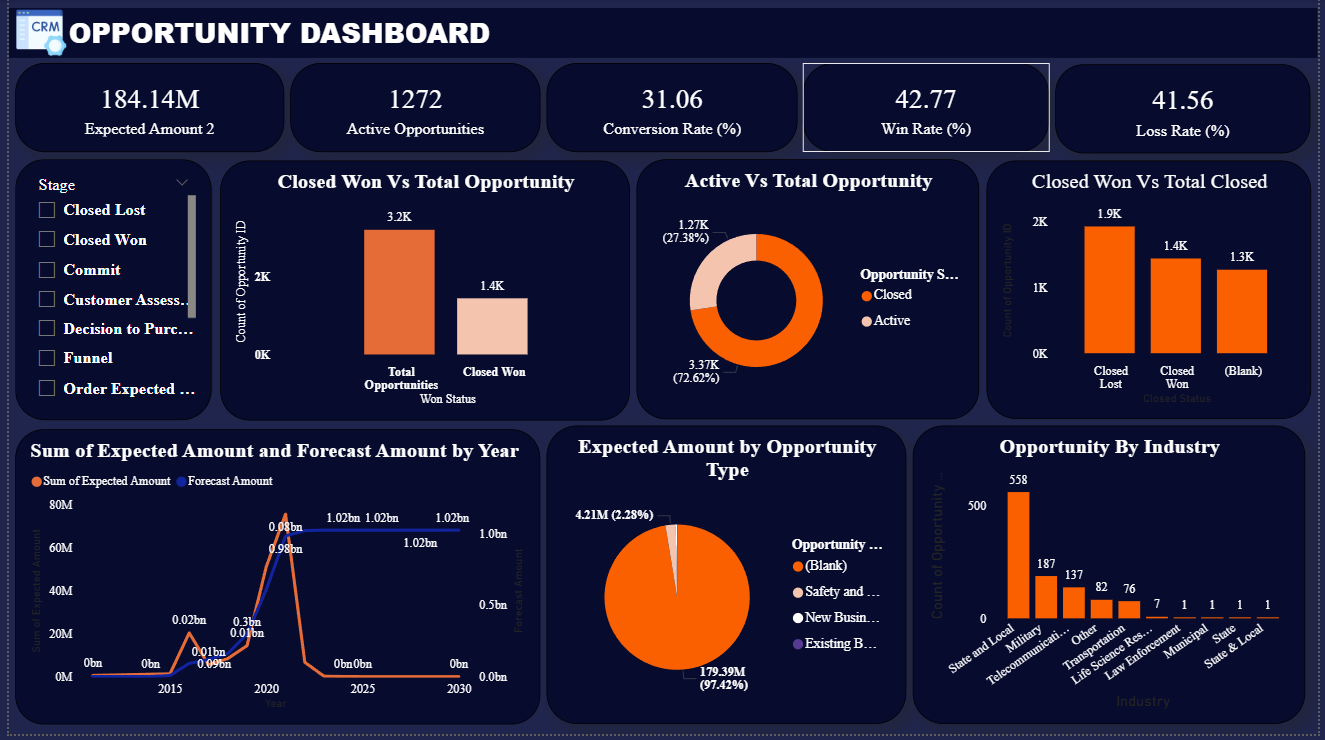 CRM
OPPORTUNITY DASHBOARD
184.14M
Expected Amount 2
1272
Active Opportunities
31.06
Conversion Rate (%)
42.77
Win Rate (%)
41.56
Loss Rate (%)
Stage
Closed Lost
Closed Won
Commit
Customer Assess...
Decision to Purc...
Funnel
Order Expected ...
Closed Won Vs Total Opportunity
Count of Opportunity ID
2K
0K
3.2K
1.4K
Total
Opportunities
Closed Won
Won Status
Active Vs Total Opportunity
1.27K
(27.38%)
3.37K
(72.62%)
Opportunity S...
Closed
Active
Closed Won Vs Total Closed
Count of Opportunity ID
2K
1K
0K
1.9K
1.4K
1.3K
Closed
Lost
Closed
Won
(Blank)
Closed Status
Sum of Expected Amount and Forecast Amount by Year
Sum of Expected Amount
Forecast Amount
Sum of Expected Amount
80M
60M
40M
20M
0M
0bn
0bn
0.02bn
0.01bn
0.09bn
0.3bn
0.01bn
0.08bn
0.98bn
1.02bn
1.02bn
1.02bn
1.02bn
0bn
0bn
0bn
1.0bn
0.5bn
0.0bn
Forecast Amount
2015
2020
2025
2030
Year
Expected Amount by Opportunity
Type
4.21M (2.28%)
179.39M
(97.42%)
Opportunity ...
(Blank)
Safety and ...
New Busin...
Existing B...
Opportunity By Industry
Count of Opportunity ...
500
0
558
187
137
82
76
7
1
1
1
1
State and Local
Military
Telecommunicati...
Other
Transportation
Life Science Res...
Law Enforcement
Municipal
State
State & Local
Industry